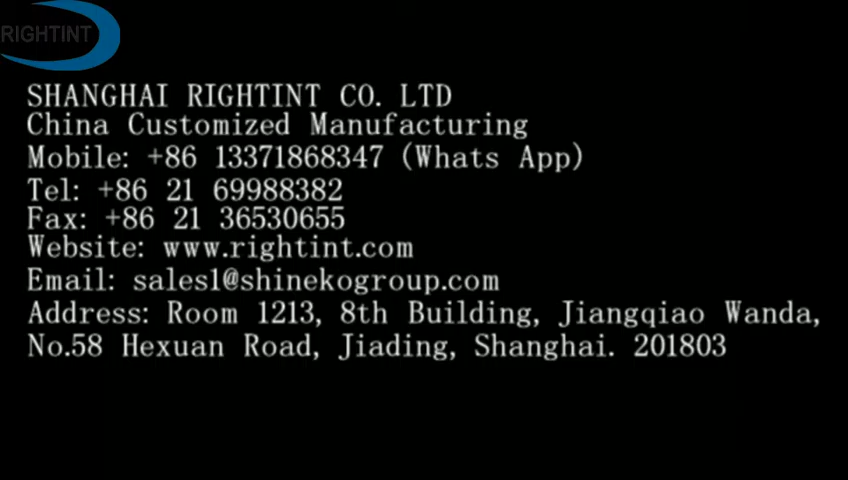 RIGHTINT
SHANGHAI RIGHTINT CO. LTD
China Customized Manufacturing
Mobile: +86 13371868347 (Whats App)
Tel: +86 21 69988382
Fax: +86 21 36530655
Website: www.rightint.com
Email: sales1@shinekogroup.com
Address: Room 1213, 8th Building, Jiangqiao Wanda,
No.58 Hexuan Road, Jiading, Shanghai. 201803